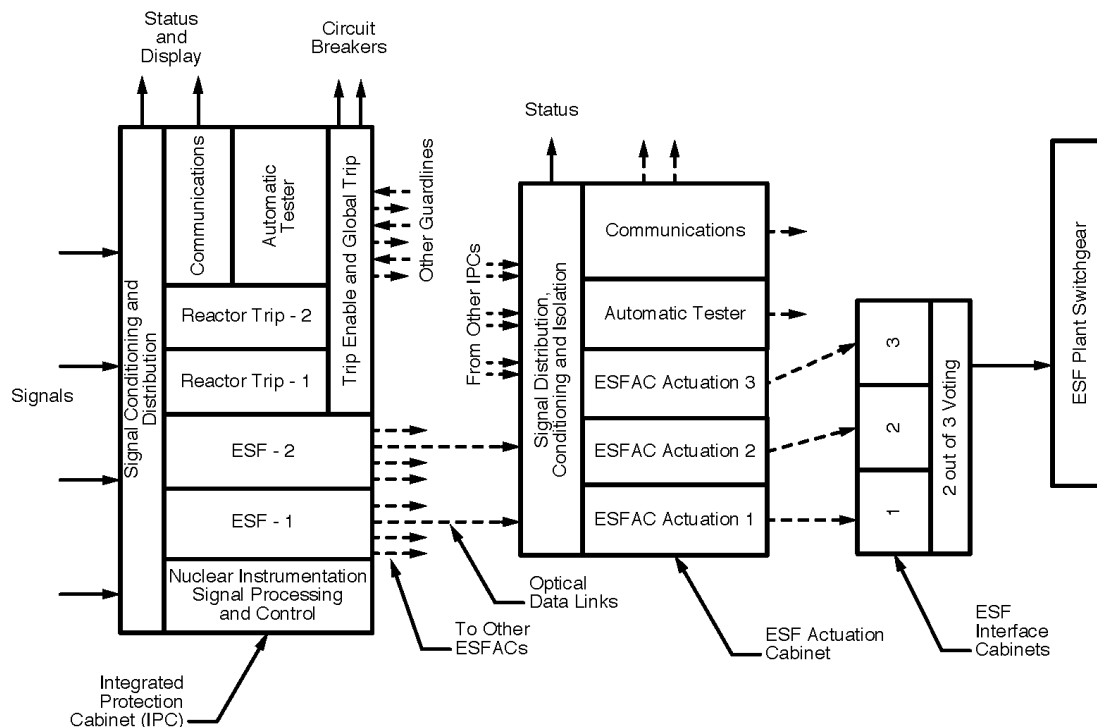 Status
and
Display
Circuit
Breakers
Signals
Signal Conditioning and
Distribution
Communications
Automatic
Tester
Trip Enable and Global Trip
Other Guardlines
Reactor Trip - 2
Reactor Trip - 1
ESF - 2
ESF - 1
Nuclear Instrumentation
Signal Processing
and Control
Integrated
Protection
Cabinet (IPC)
To Other
ESFACs
Optical
Data Links
Status
From Other IPCs
Signal Distribution,
Conditioning and Isolation
Communications
Automatic Tester
ESFAC Actuation 3
ESFAC Actuation 2
ESFAC Actuation 1
ESF Actuation
Cabinet
3
2
1
2 out of 3 Voting
ESF
Interface
Cabinets
ESF Plant Switchgear